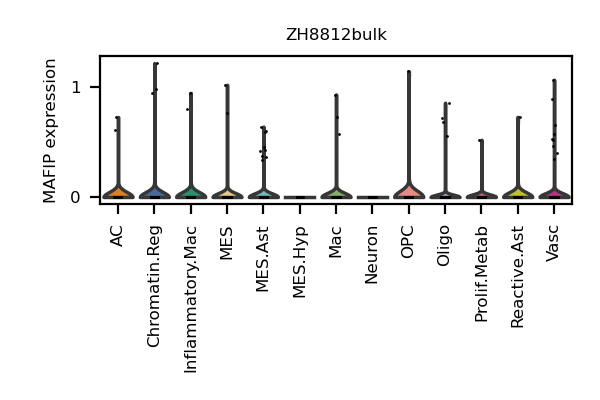 ZH8812bulk
MAFIP expression
1
0
AC
Chromatin.Reg
Inflammatory.Mac
MES
MES.Ast
MES.Hyp
Mac
Neuron
OPC
Oligo
Prolif.Metab
Reactive.Ast
Vasc